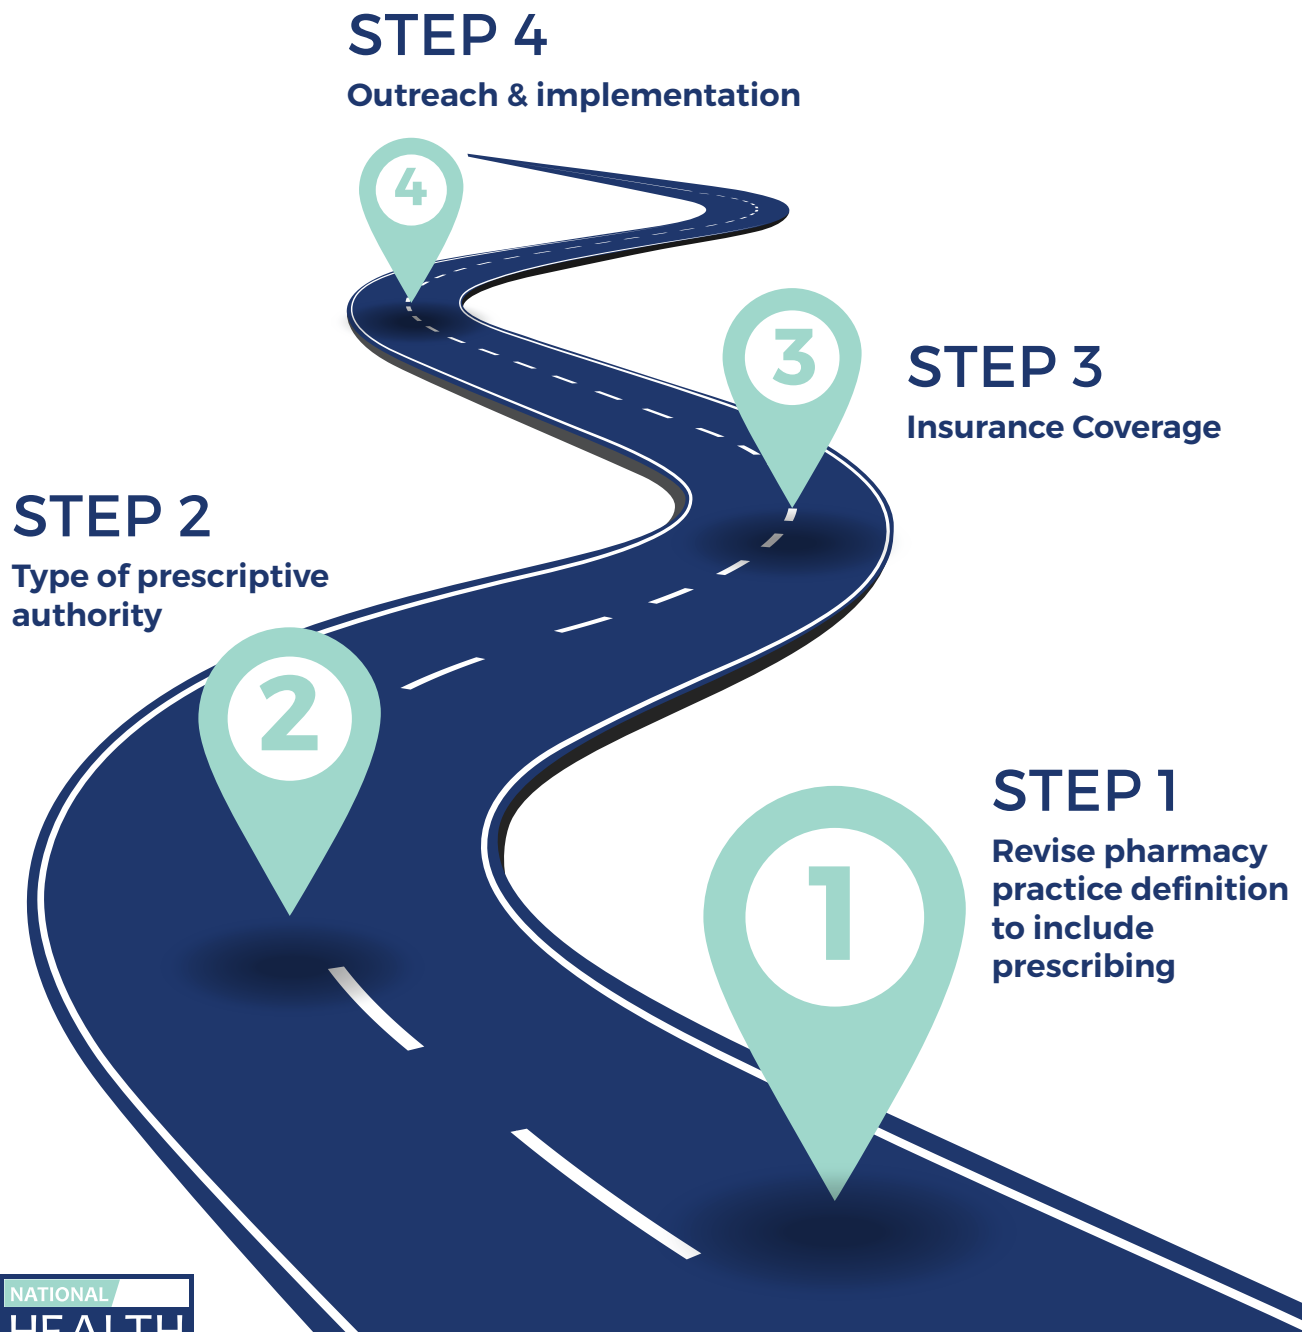 STEP 4
Outreach & implementation
4
3
STEP 3
Insurance Coverage
STEP 2
Type of prescriptive
authority
2
STEP 1
Revise pharmacy
practice definition
to include
prescribing
1
NATIONAL
HEALTH